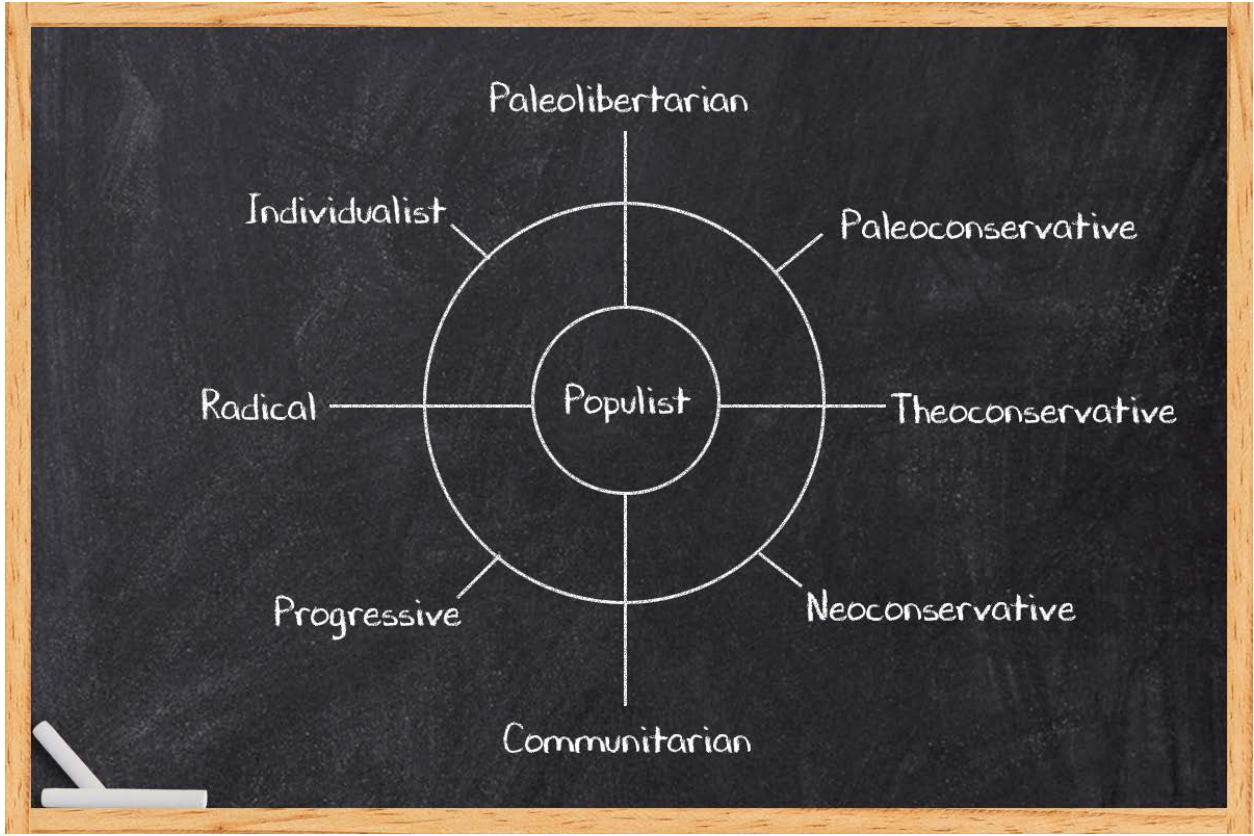 Paleolibertarian
Individualist
Paleoconservative
Radical
Populist
Theoconservative
Progressive
Neoconservative
Communitarian